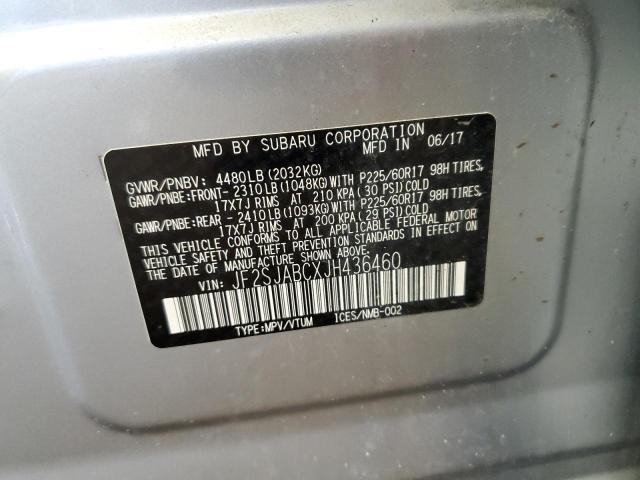 MFD BY SUBARU CORPORATION
MFD IN 06/17
GVWR/PNBV: 4480LB(2032KG)
GAWR/PNBE:FRONT-2310LB(1048KG)WITH P225/60R17 98H TIRES,
17X7J RIMS AT 210 KPA(30 PSI)COLD
GAWR/PNBE:REAR -2410LB(1093KG)WITH P225/60R17 98H TIRES,
17X7J RIMS AT 200 KPA(29 PSI)COLD
THIS VEHICLE CONFORMS TO ALL APPLICABLE FEDERAL MOTOR
VEHICLE SAFETY AND THEFT PREVENTION STANDARDS IN EFFECT ON
THE DATE OF MANUFACTURE SHOWN ABOVE.
VIN: JF2SJABCXJH436460
TYPE:MPV/VTUM 1CES/NMB-002